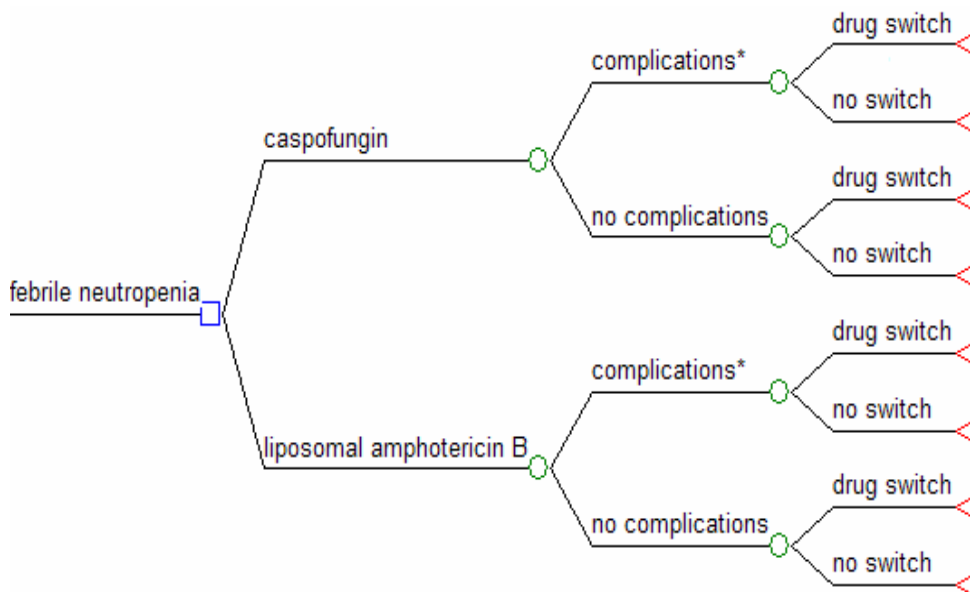 drug switch
complications*
no switch
caspofungin
drug switch
no complications
no switch
febrile neutropenia
drug switch
complications*
no switch
liposomal amphotericin B
drug switch
no complications
no switch